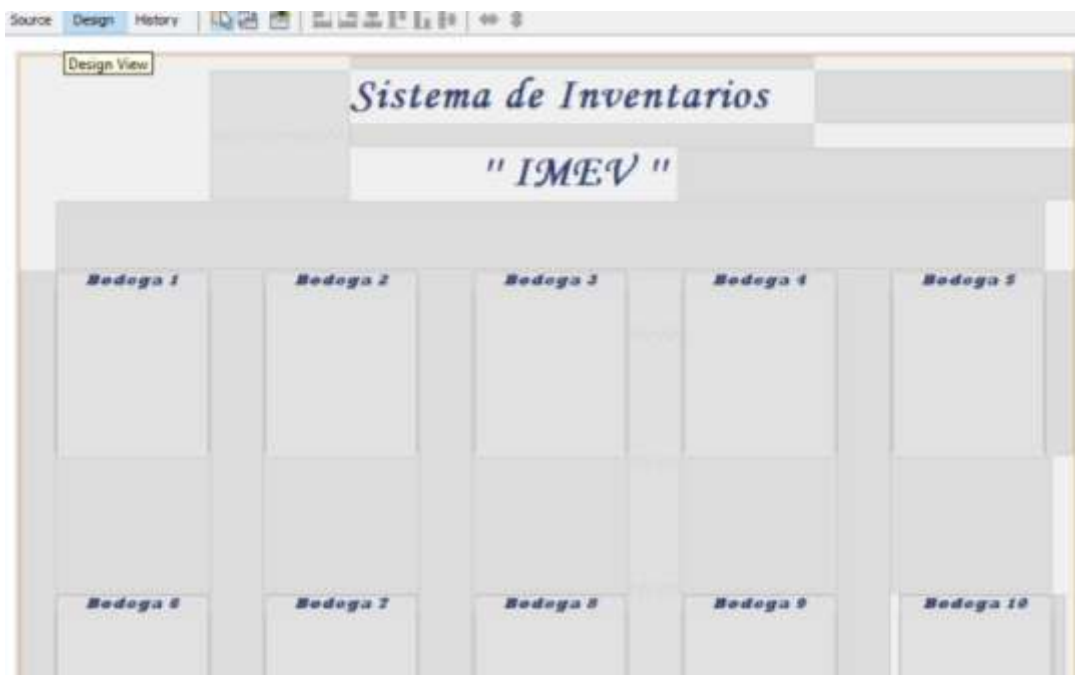 Source Design History
Design View
Sistema de Inventarios
" IMEV "
Bodega 1 Bodega 2 Bodega 3 Bodega 4 Bodega 5
Bodega 6 Bodega 7 Bodega 8 Bodega 9 Bodega 10